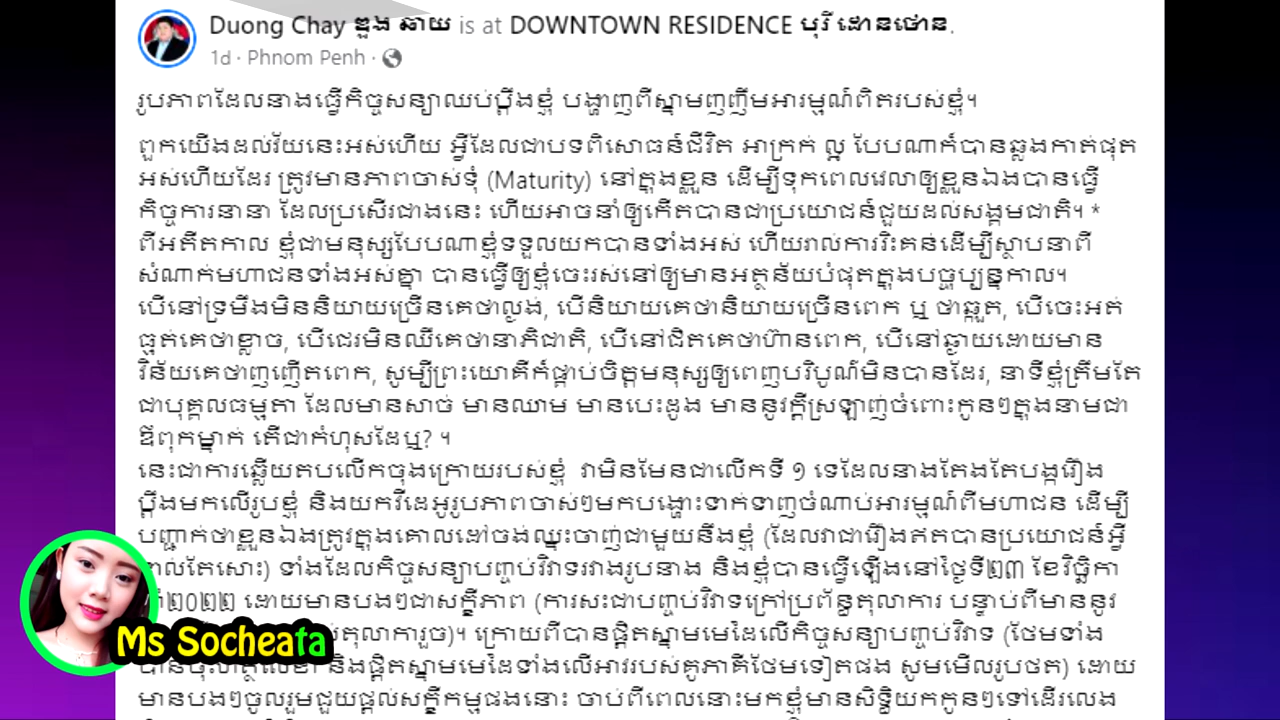 Duong Chay ឌួង ឆាយ is at DOWNTOWN RESIDENCE បុរី ដោនថោន.
1d · Phnom Penh ·
រូបភាពដែលនាងធ្វើកិច្ចសន្យាឈប់ប្ដឹងខ្ញុំ បង្ហាញពីស្នាមញញឹមអារម្មណ៍ពិតរបស់ខ្ញុំ។
ពួកយើងដល់វ័យនេះអស់ហើយ អ្វីដែលជាបទពិសោធន៍ជីវិត អាក្រក់ ល្អ បែបណាក៍បានឆ្លងកាត់ផុត
អស់ហើយដែរ ត្រូវមានភាពចាស់ទុំ (Maturity) នៅក្នុងខ្លួន ដើម្បីទុកពេលវេលាឲ្យខ្លួនឯងបានធ្វើ
កិច្ចការនានា ដែលប្រសើរជាងនេះ ហើយអាចនាំឲ្យកើតបានជាប្រយោជន៍ជួយដល់សង្គមជាតិ។ *
ពីអតីតកាល ខ្ញុំជាមនុស្សបែបណាខ្ញុំទទួលយកបានទាំងអស់ ហើយរាល់ការរិះគន់ដើម្បីស្ថាបនាពី
សំណាក់មហាជនទាំងអស់គ្នា បានធ្វើឲ្យខ្ញុំចេះរស់នៅឲ្យមានអត្ថន័យបំផុតក្នុងបច្ចុប្បន្នកាល។
បើនៅទ្រមឹងមិននិយាយច្រើនគេថាល្ងង់, បើនិយាយគេថានិយាយច្រើនពេក ឬ ថាឆ្កួត, បើចេះអត់
ធ្មត់គេថាខ្លាច, បើជេរមិនឈឺគេថានាភិជាតិ, បើនៅជិតគេថាហ៊ានពេក, បើនៅឆ្ងាយដោយមាន
វិន័យគេថាញញើតពេក, សូម្បីព្រះយោគីក៍ផ្គាប់ចិត្តមនុស្សឲ្យពេញបរិបូណ៍មិនបានដែរ, នាទីខ្ញុំត្រឹមតែ
ជាបុគ្គលធម្មតា ដែលមានសាច់ មានឈាម មានបេះដូង មាននូវក្ដីស្រឡាញ់ចំពោះកូនៗក្នុងនាមជា
ឪពុកម្នាក់ តើជាកំហុសដែឬ? ។
នេះជាការឆ្លើយតបលើកចុងក្រោយរបស់ខ្ញុំ វាមិនមែនជាលើកទី ១ ទេដែលនាងតែងតែបង្ករឿង
ប្ដឹងមកលើរូបខ្ញុំ និងយកវីដេអូរូបភាពចាស់ៗមកបង្ហោះទាក់ទាញចំណាប់អារម្មណ៍ពីមហាជន ដើម្បី
បញ្ជាក់ថាខ្លួនឯងត្រូវក្នុងគោលដៅចង់ឈ្នះចាញ់ជាមួយនឹងខ្ញុំ (ដែលវាជារឿងឥតបានប្រយោជន៍អ្វី
ាល់តែសោះ) ទាំងដែលកិច្ចសន្យាបញ្ចប់វិវាទរវាងរូបនាង និងខ្ញុំបានធ្វើឡើងនៅថ្ងៃទី២៣ ខែវិច្ឆិកា
២០២២ ដោយមានបងៗជាសក្ខីភាព (ការសះជាបញ្ចប់វិវាទក្រៅប្រព័ន្ធតុលាការ បន្ទាប់ពីមាននូវ
តុលាការួច)។ ក្រោយពីបានផ្តិតស្នាមមេដៃលើកិច្ចសន្យាបញ្ចប់វិវាទ (ថែមទាំង
និងផ្ដិតស្នាមមេដៃទាំងលើអាវរបស់គូភាគីថែមទៀតផង សូមមើលរូបថត) ដោយ
មានបងៗចូលរួមជួយផ្ដល់សក្ខីកម្មផងនោះ ចាប់ពីពេលនោះមកខ្ញុំមានសិទ្ធិយកកូនៗទៅដើរលេង
Ms Socheata